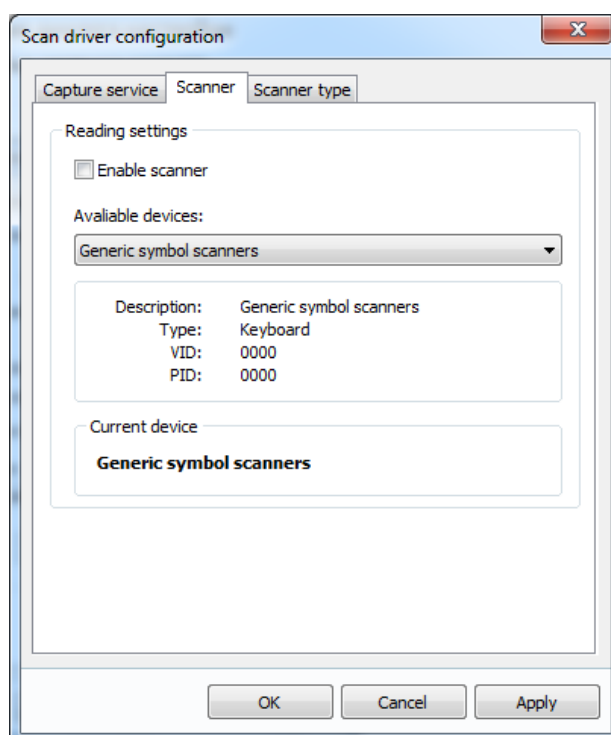 Scan driver configuration
Capture service Scanner Scanner type
Reading settings
Enable scanner
Avaliable devices:
Generic symbol scanners
Description: Generic symbol scanners
Type: Keyboard
VID: 0000
PID: 0000
Current device
Generic symbol scanners
OK Cancel Apply